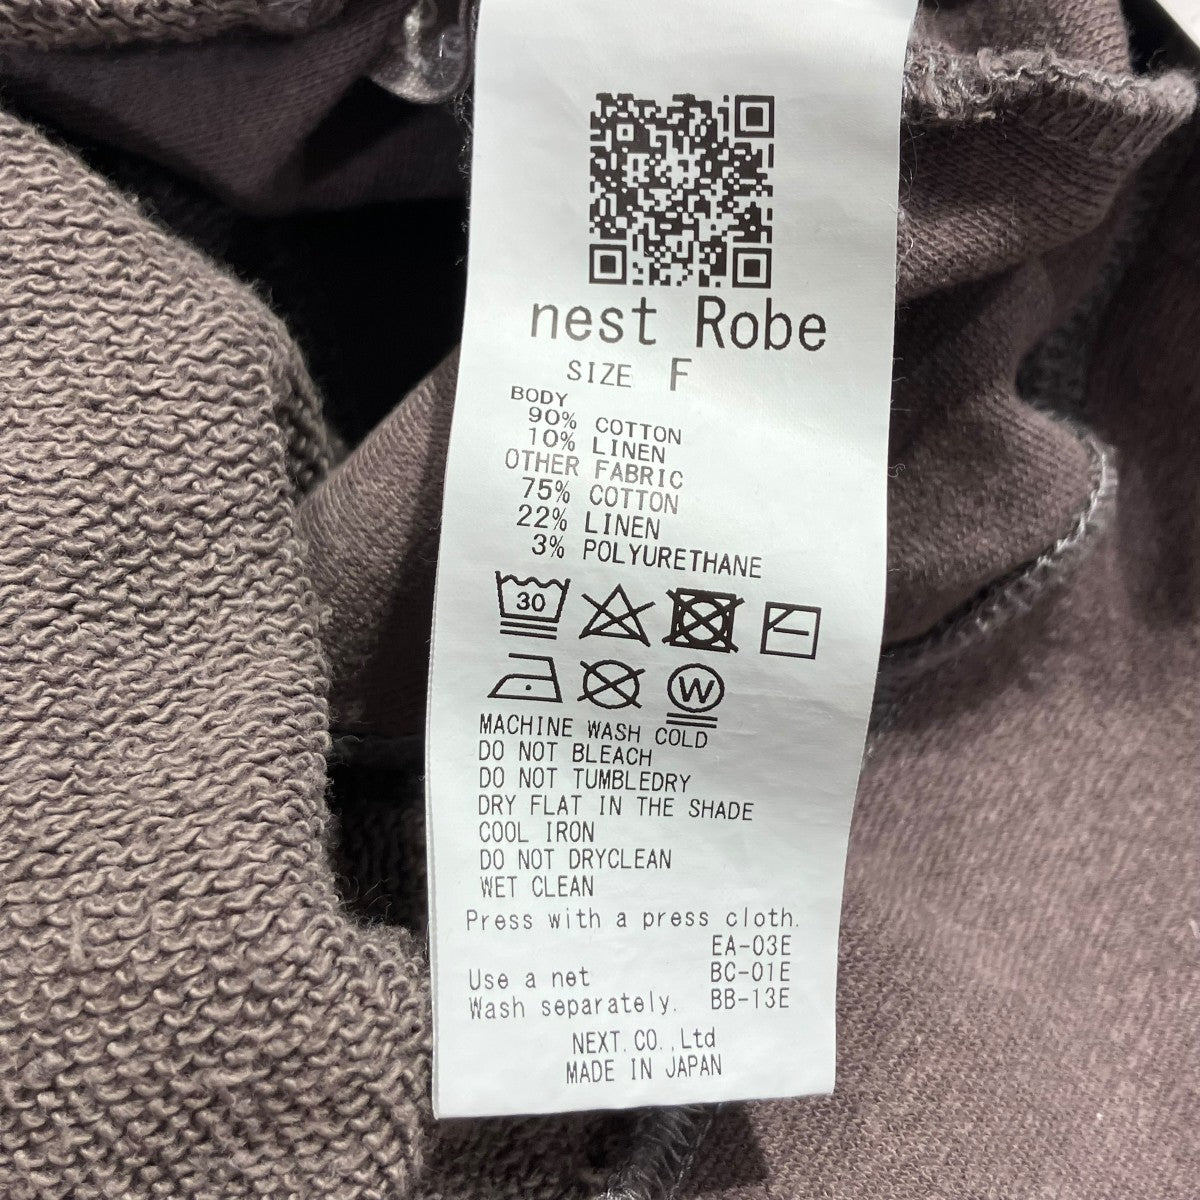 nest Robe
SIZE F
BODY
90% COTTON
10% LINEN
OTHER FABRIC
75% COTTON
22% LINEN
3% POLYURETHANE
30
W
MACHINE WASH COLD
DO NOT BLEACH
DO NOT TUMBLEDRY
DRY FLAT IN THE SHADE
COOL IRON
DO NOT DRYCLEAN
WET CLEAN
Press with a press cloth.
EA-03E
Use a net BC-01E
Wash separately. BB-13E
NEXT. CO., Ltd
MADE IN JAPAN